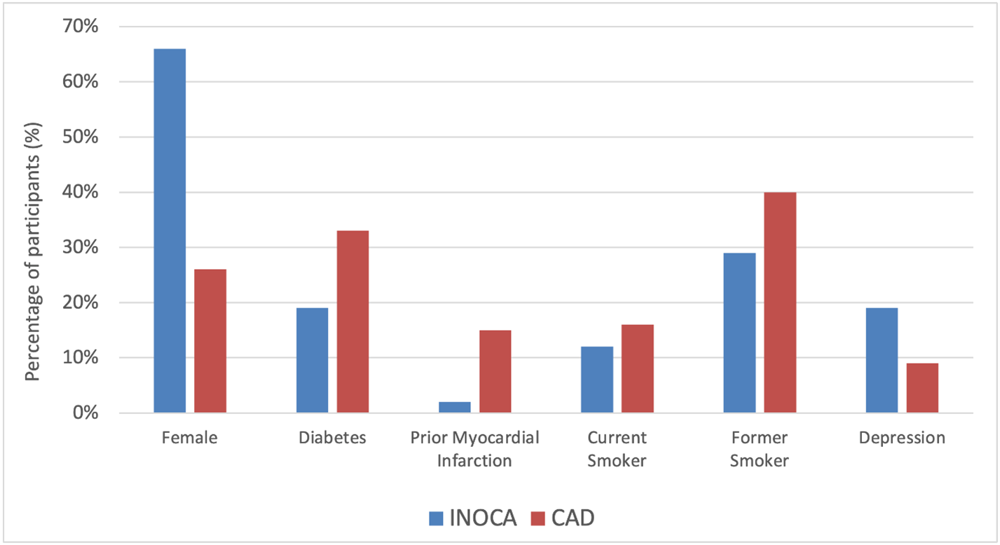 70%
60%
50%
40%
30%
20%
10%
0%
Percentage of participants (%)
Female
Diabetes
Prior Myocardial
Infarction
Current
Smoker
Former
Smoker
Depression
INOCA
CAD